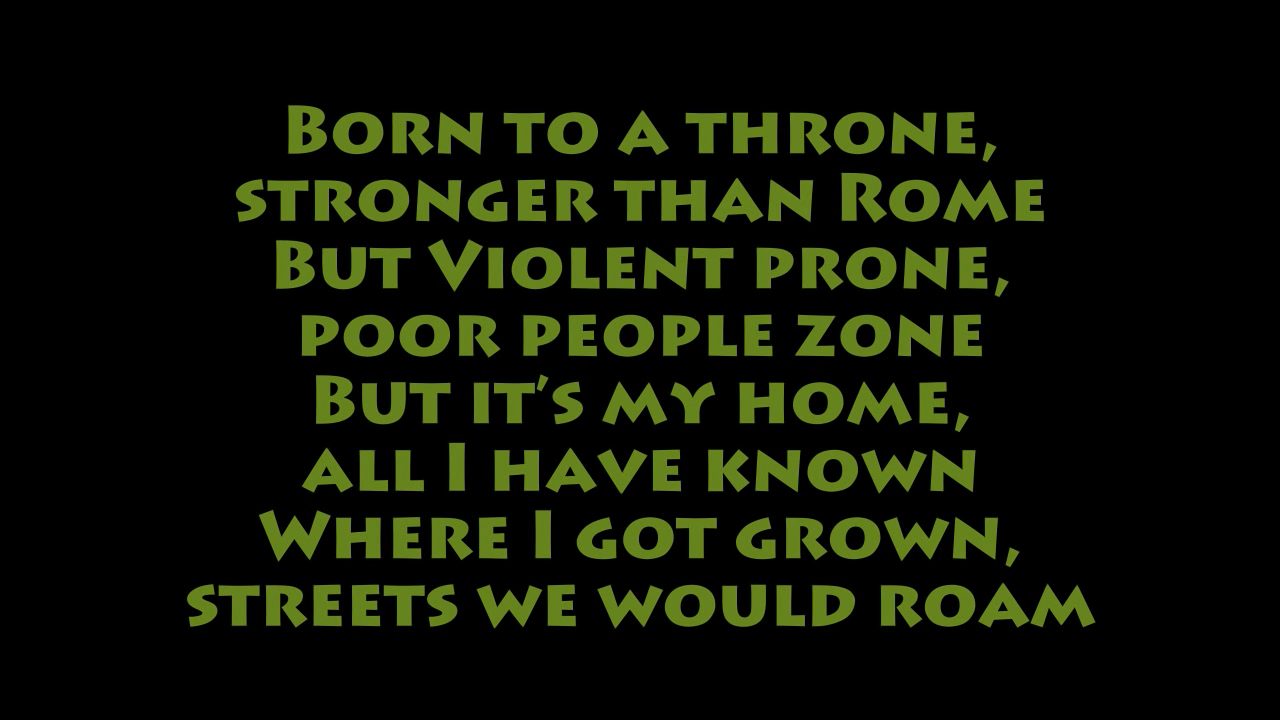 Born to a throne,
stronger than Rome
But Violent prone,
poor people zone
But it's my home,
all I have known
Where I got grown,
streets we would roam